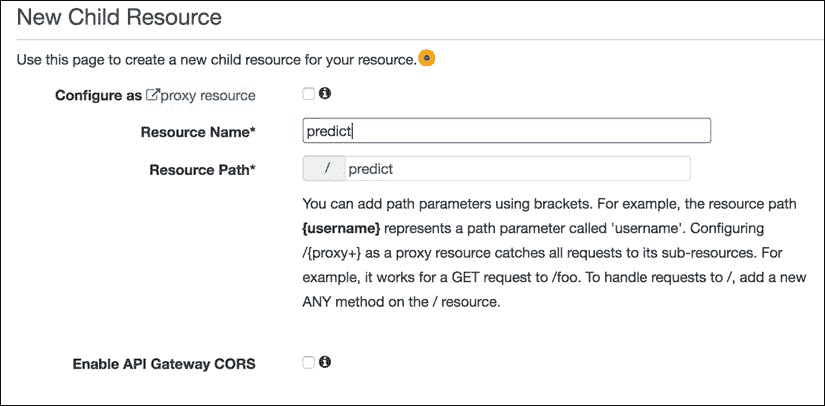 New Child Resource
Use this page to create a new child resource for your resource.
Configure as proxy resource
Resource Name* predict
Resource Path* / predict
You can add path parameters using brackets. For example, the resource path
{username} represents a path parameter called 'username'. Configuring
/{proxy+} as a proxy resource catches all requests to its sub-resources. For
example, it works for a GET request to /foo. To handle requests to /, add a new
ANY method on the / resource.
Enable API Gateway CORS